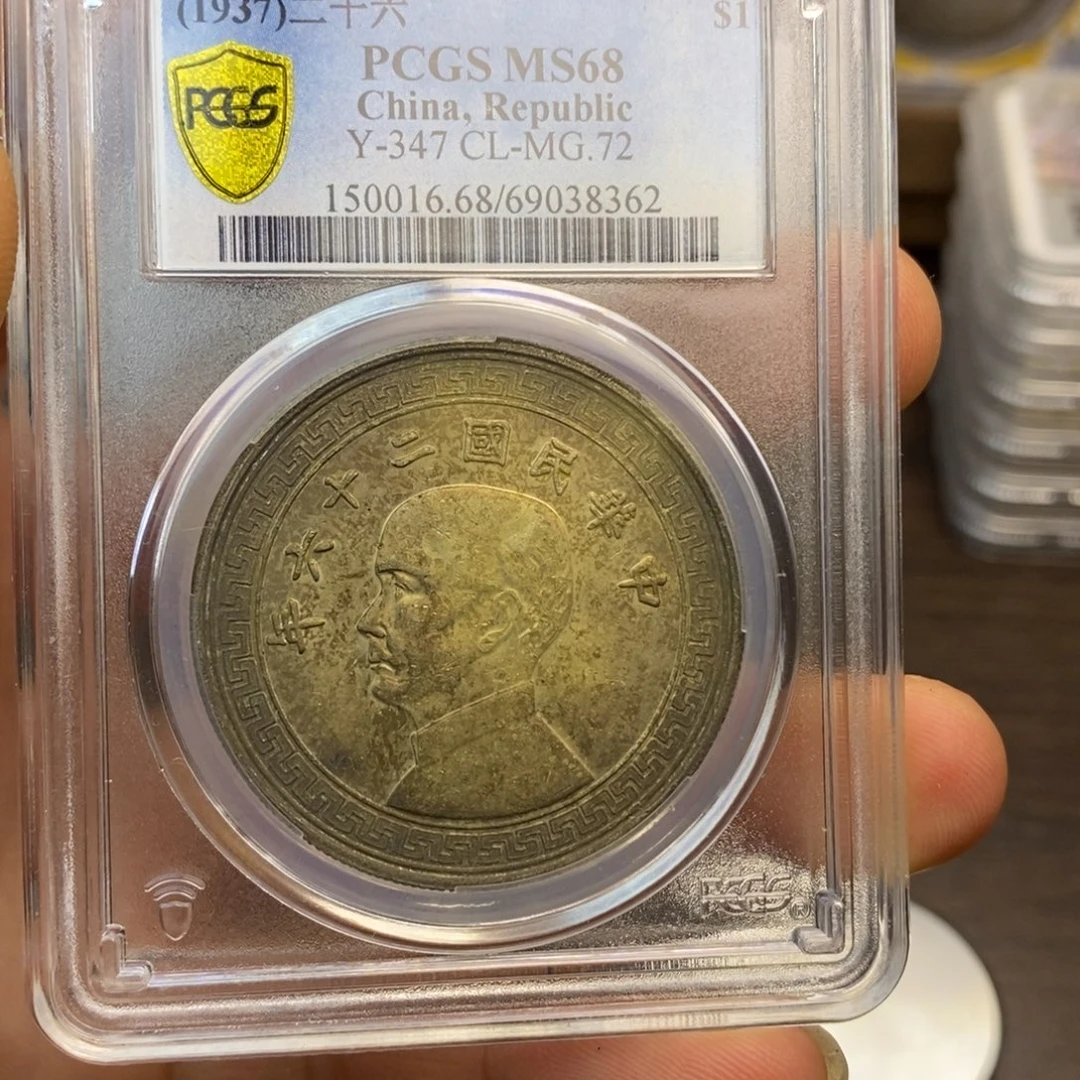 (1937)二十六 $1
PCGS
PCGS MS68
China, Republic
Y-347 CL-MG.72
150016.68/69038362
中華民國二十六年
PCGS®